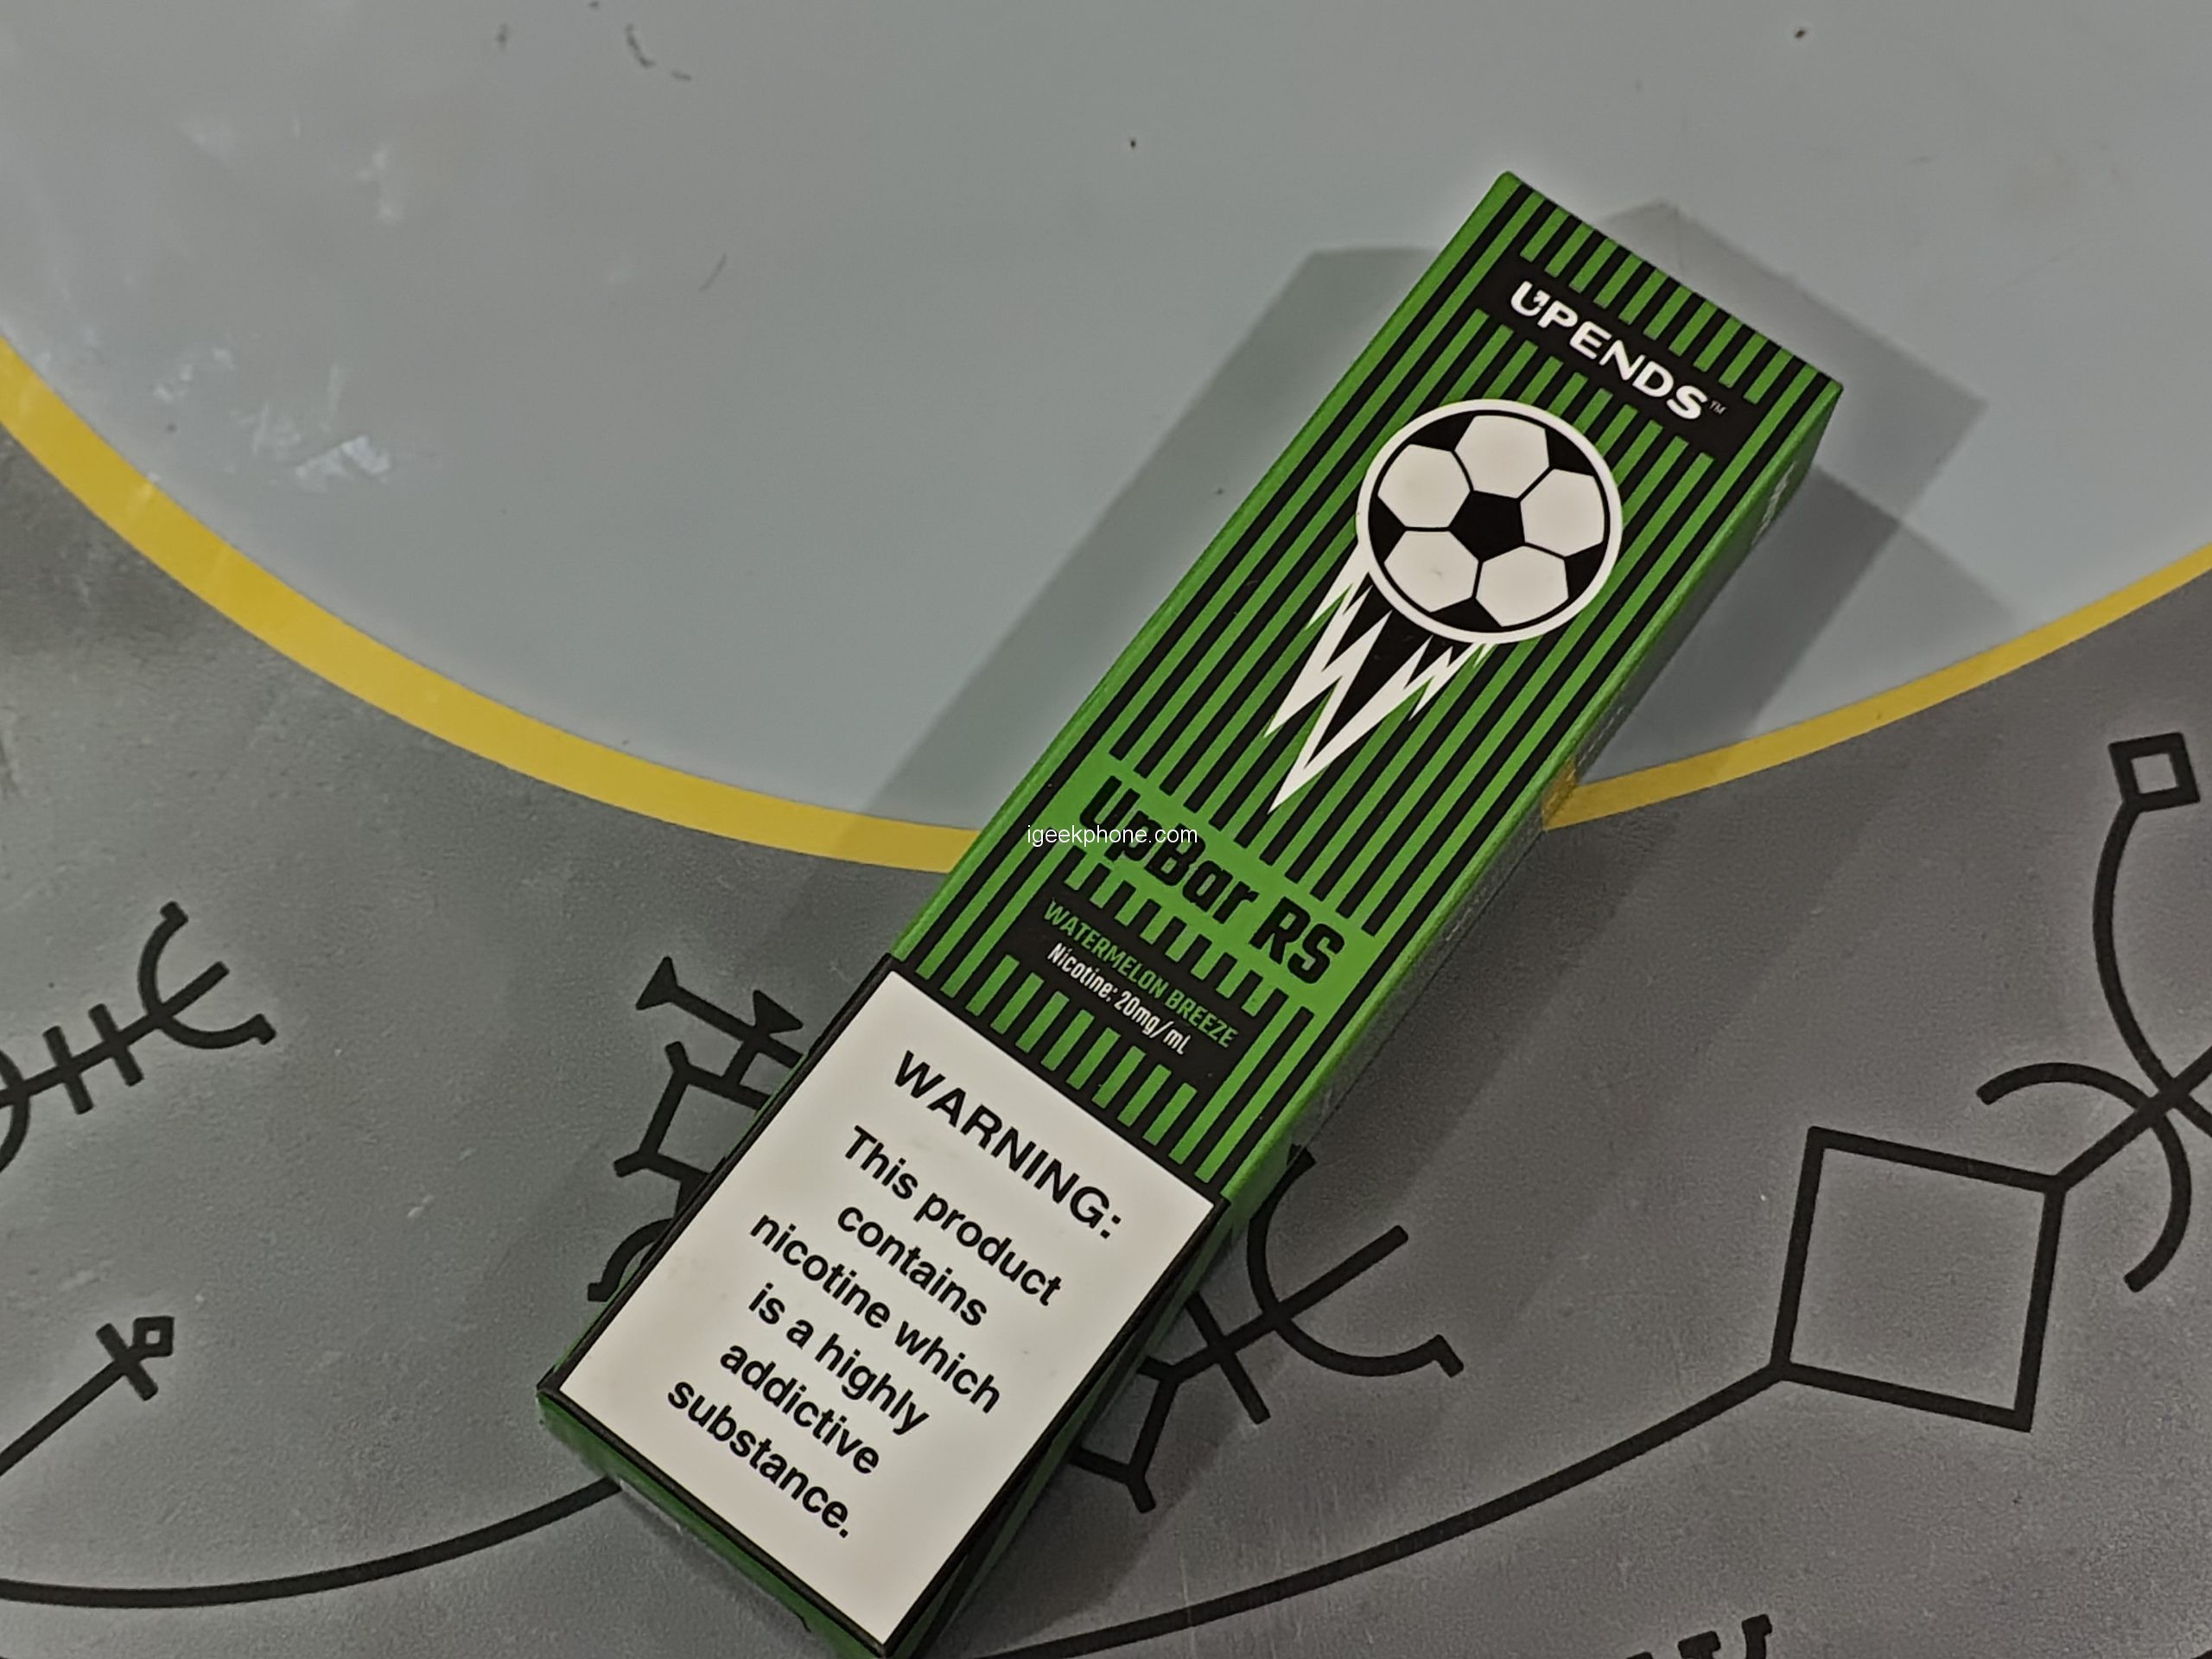 UPENDS™
UpBar RS
igeekphone.com
WATERMELON BREEZE
Nicotine: 20mg/mL
WARNING:
This product
contains
nicotine which
is a highly
addictive
substance.